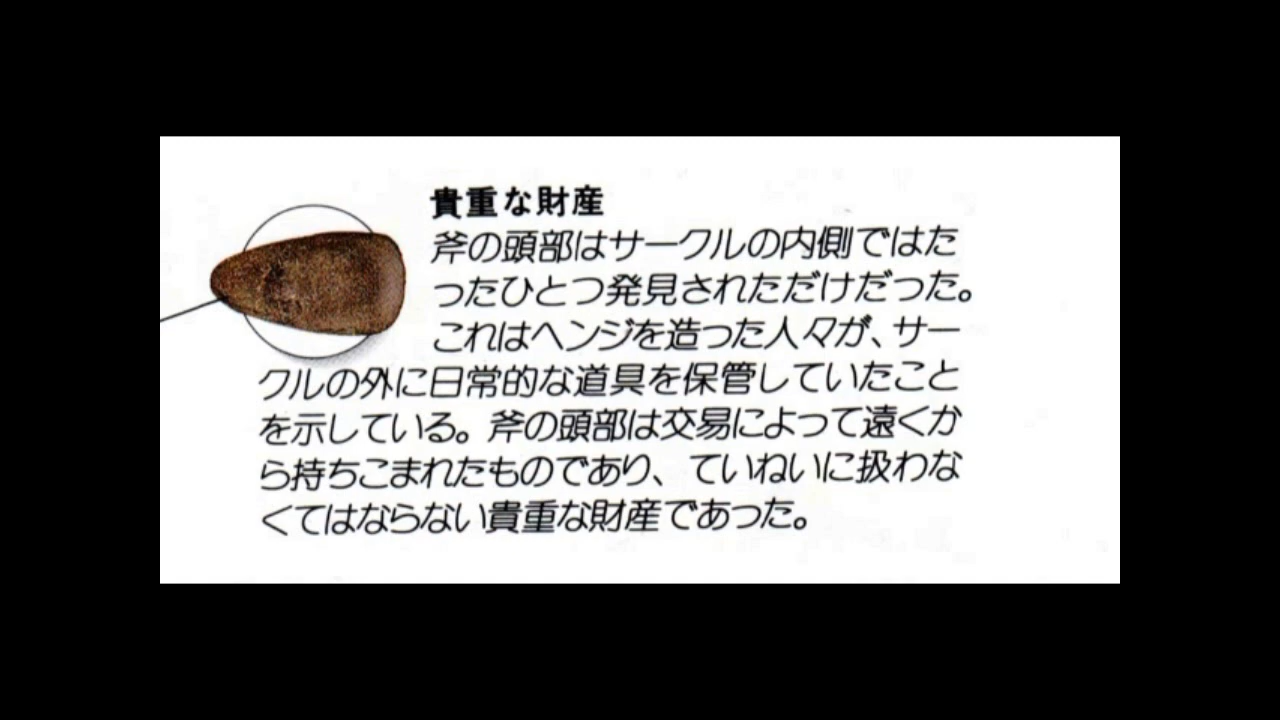 貴重な財産
斧の頭部はサークルの内側ではた
ったひとつ発見されただけだった。
これはヘンジを造った人々が、サー
クルの外に日常的な道具を保管していたこと
を示している。斧の頭部は交易によって遠くか
ら持ちこまれたものであり、ていねいに扱わな
くてはならない貴重な財産であった。